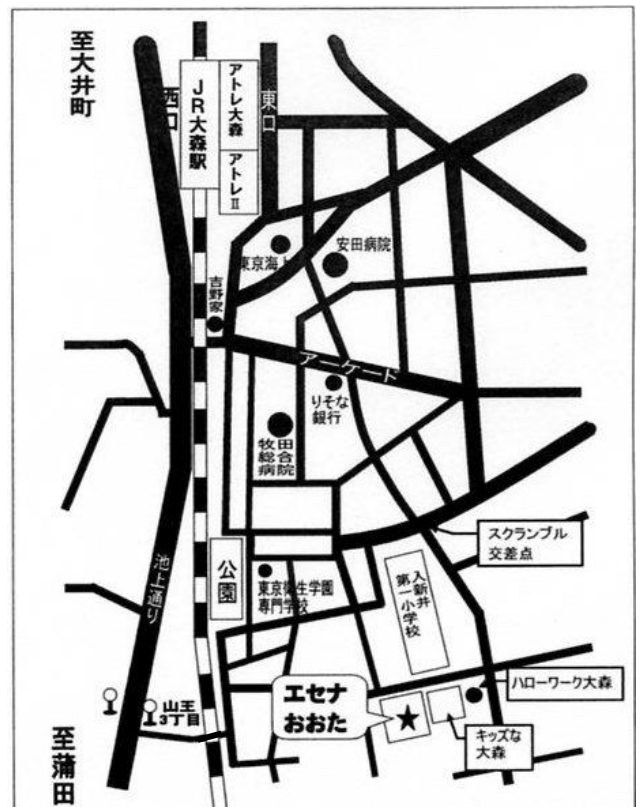 至大井町
西口
JR大森駅
アトレ大森
アトレⅡ
東口
安田病院
東京海上
吉野家
アーケード
りそな
銀行
牧田
総合
病院
スクランブル
交差点
公園
東京衛生学園
専門学校
入新井
第一小学校
池上通り
ハローワーク大森
エセナ
おおた
キッズな
大森
山王
3丁目
至蒲田